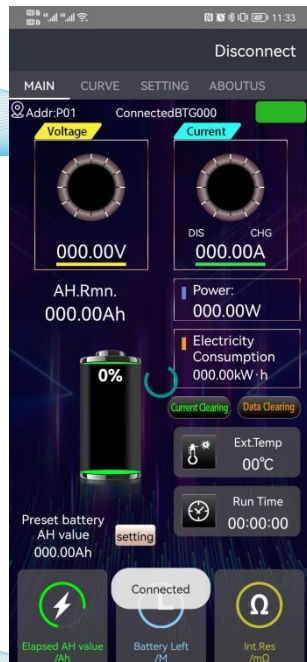 11:33
Disconnect
MAIN CURVE SETTING ABOUTUS
Addr:P01 ConnectedBTG000
Voltage Current
DIS CHG
000.00V 000.00A
AH.Rmn.
000.00Ah
Power:
000.00W
Electricity
Consumption
000.00kW·h
0%
Current Clearing Data Clearing
Ext.Temp
00℃
Run Time
00:00:00
Preset battery
AH value
000.00Ah
setting
Connected
Elapsed AH value
/Ah
Battery Left
/M
Int.Res
/mΩ
Ω